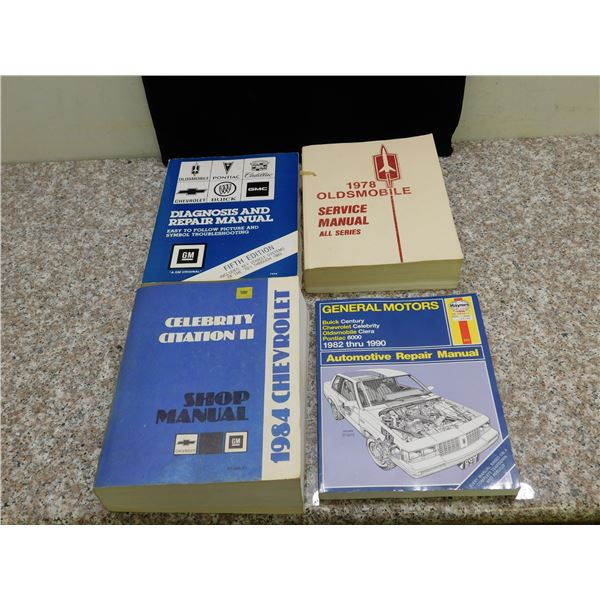 OLDSMOBILE
PONTIAC
Cadillac
CHEVROLET
BUICK
GMC
DIAGNOSIS AND
REPAIR MANUAL
EASY TO FOLLOW PICTURE AND
SYMBOL TROUBLESHOOTING
GM
FIFTH EDITION
1978
OLDSMOBILE
SERVICE
MANUAL
ALL SERIES
CELEBRITY
CITATION II
SHOP
MANUAL
CHEVROLET
GM
1984 CHEVROLET
GENERAL MOTORS
Buick Century
Chevrolet Celebrity
Oldsmobile Ciera
Pontiac 6000
1982 thru 1990
Haynes
Automotive Repair Manual